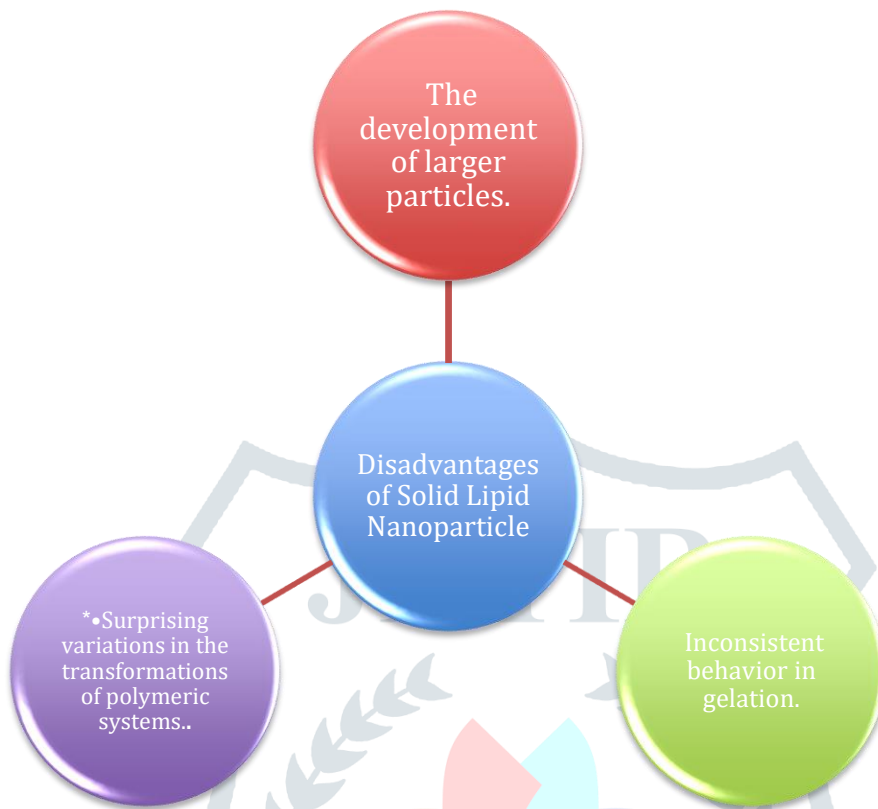 The
development
of larger
particles.
Disadvantages
of Solid Lipid
Nanoparticle
*•Surprising
variations in the
transformations
of polymeric
systems..
Inconsistent
behavior in
gelation.